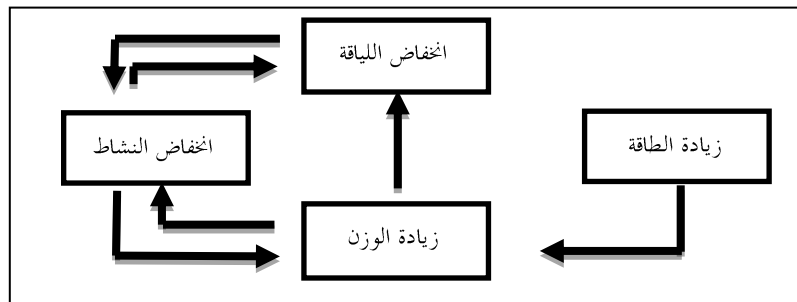 انخفاض اللياقة
انخفاض النشاط
زيادة الطاقة
زيادة الوزن